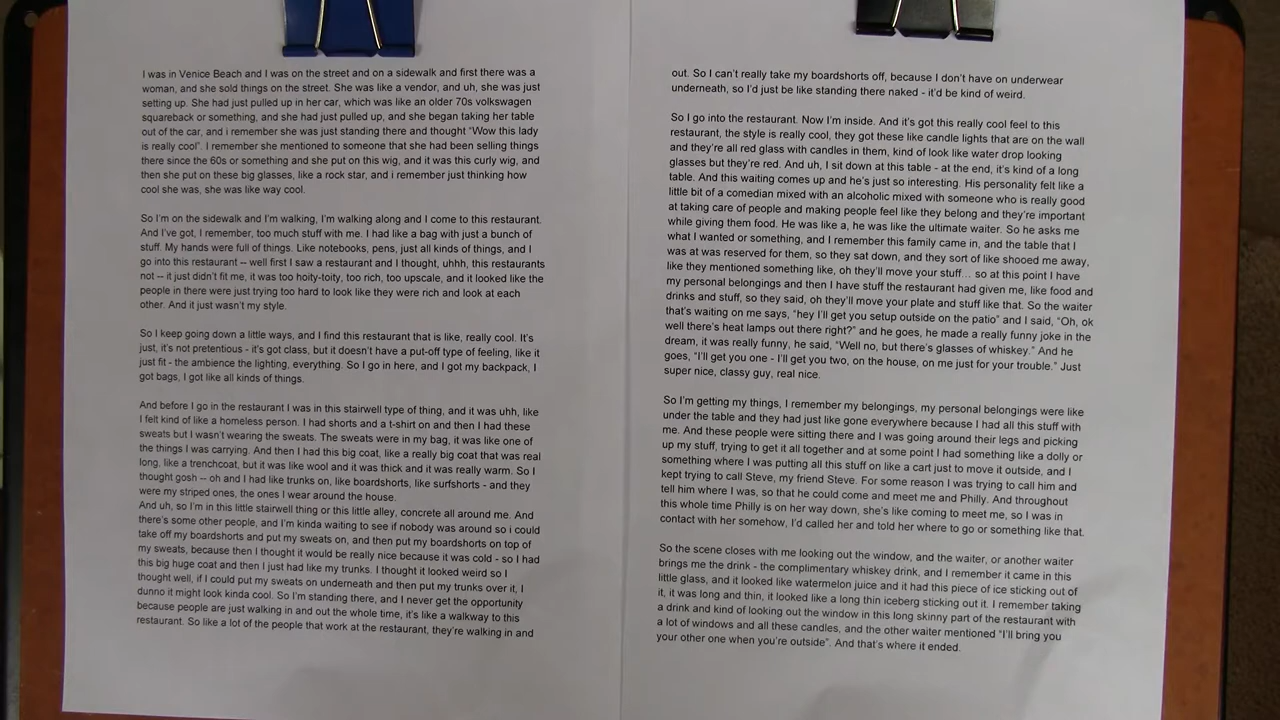 I was in Venice Beach and I was on the street and on a sidewalk and first there was a
woman, and she sold things on the street. She was like a vendor, and uh, she was just
setting up. She had just pulled up in her car, which was like an older 70s volkswagen
squareback or something, and she had just pulled up, and she began taking her table
out of the car, and i remember she was just standing there and thought “Wow this lady
is really cool”. I remember she mentioned to someone that she had been selling things
there since the 60s or something and she put on this wig, and it was this curly wig, and
then she put on these big glasses, like a rock star, and i remember just thinking how
cool she was, she was like way cool.
So I'm on the sidewalk and I'm walking, I'm walking along and I come to this restaurant.
And I've got, I remember, too much stuff with me. I had like a bag with just a bunch of
stuff. My hands were full of things. Like notebooks, pens, just all kinds of things, and I
go into this restaurant -- well first I saw a restaurant and I thought, uhhh, this restaurants
not -- it just didn't fit me, it was too hoity-toity, too rich, too upscale, and it looked like the
people in there were just trying too hard to look like they were rich and look at each
other. And it just wasn't my style.
So I keep going down a little ways, and I find this restaurant that is like, really cool. It's
just, it's not pretentious - it's got class, but it doesn't have a put-off type of feeling, like it
just fit - the ambience the lighting, everything. So I go in here, and I got my backpack, I
got bags, I got like all kinds of things.
And before I go in the restaurant I was in this stairwell type of thing, and it was uhh, like
I felt kind of like a homeless person. I had shorts and a t-shirt on and then I had these
sweats but I wasn't wearing the sweats. The sweats were in my bag, it was like one of
the things I was carrying. And then I had this big coat, like a really big coat that was real
long, like a trenchcoat, but it was like wool and it was thick and it was really warm. So I
thought gosh -- oh and I had like trunks on, like boardshorts, like surfshorts - and they
were my striped ones, the ones I wear around the house.
And uh, so I'm in this little stairwell thing or this little alley, concrete all around me. And
there's some other people, and I'm kinda waiting to see if nobody was around so i could
take off my boardshorts and put my sweats on, and then put my boardshorts on top of
my sweats, because then I thought it would be really nice because it was cold - so I had
this big huge coat and then I just had like my trunks. I thought it looked weird so I
thought well, if I could put my sweats on underneath and then put my trunks over it, I
dunno it might look kinda cool. So I'm standing there, and I never get the opportunity
because people are just walking in and out the whole time, it's like a walkway to this
restaurant. So like a lot of the people that work at the restaurant, they're walking in and
out. So I can't really take my boardshorts off, because I don't have on underwear
underneath, so I'd just be like standing there naked - it'd be kind of weird.
So I go into the restaurant. Now I'm inside. And it's got this really cool feel to this
restaurant, the style is really cool, they got these like candle lights that are on the wall
and they're all red glass with candles in them, kind of look like water drop looking
glasses but they're red. And uh, I sit down at this table - at the end, it's kind of a long
table. And this waiting comes up and he's just so interesting. His personality felt like a
little bit of a comedian mixed with an alcoholic mixed with someone who is really good
at taking care of people and making people feel like they belong and they're important
while giving them food. He was like a, he was like the ultimate waiter. So he asks me
what I wanted or something, and I remember this family came in, and the table that I
was at was reserved for them, so they sat down, and they sort of like shooed me away,
like they mentioned something like, oh they'll move your stuff... so at this point I have
my personal belongings and then I have stuff the restaurant had given me, like food and
drinks and stuff, so they said, oh they'll move your plate and stuff like that. So the waiter
that's waiting on me says, “hey I'll get you setup outside on the patio” and I said, “Oh, ok
well there's heat lamps out there right?” and he goes, he made a really funny joke in the
dream, it was really funny, he said, “Well no, but there's glasses of whiskey.” And he
goes, “I'll get you one - I'll get you two, on the house, on me just for your trouble.” Just
super nice, classy guy, real nice.
So I'm getting my things, I remember my belongings, my personal belongings were like
under the table and they had just like gone everywhere because I had all this stuff with
me. And these people were sitting there and I was going around their legs and picking
up my stuff, trying to get it all together and at some point I had something like a dolly or
something where I was putting all this stuff on like a cart just to move it outside, and I
kept trying to call Steve, my friend Steve. For some reason I was trying to call him and
tell him where I was, so that he could come and meet me and Philly. And throughout
this whole time Philly is on her way down, she's like coming to meet me, so I was in
contact with her somehow, I'd called her and told her where to go or something like that.
So the scene closes with me looking out the window, and the waiter, or another waiter
brings me the drink - the complimentary whiskey drink, and I remember it came in this
little glass, and it looked like watermelon juice and it had this piece of ice sticking out of
it, it was long and thin, it looked like a long thin iceberg sticking out it. I remember taking
a drink and kind of looking out the window in this long skinny part of the restaurant with
a lot of windows and all these candles, and the other waiter mentioned “I'll bring you
your other one when you're outside”. And that's where it ended.